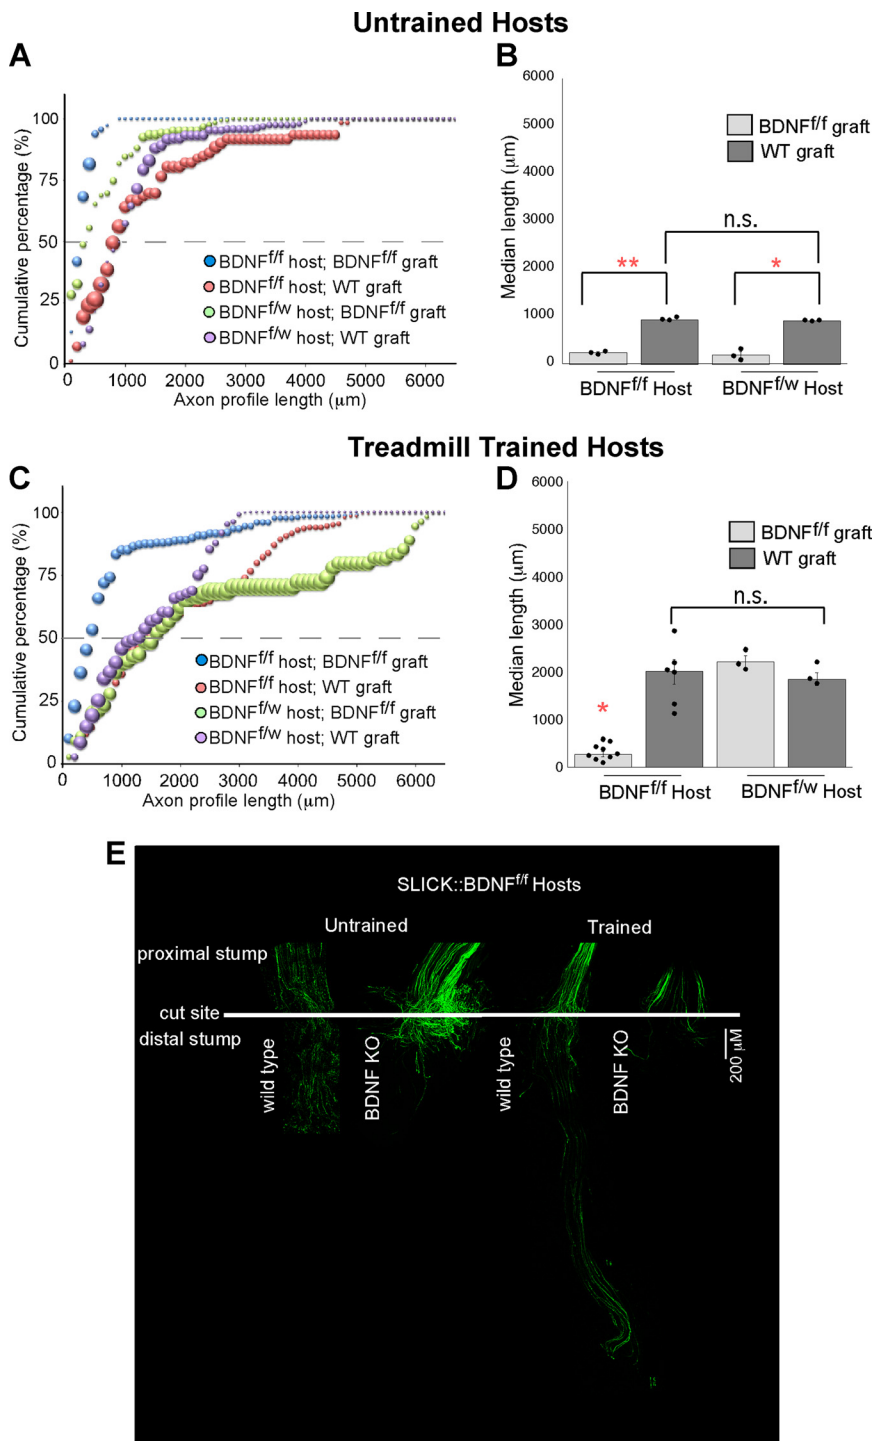 Untrained Hosts
A
Cumulative percentage (%)
100
75
50
25
0
BDNFf/f host; BDNFf/f graft
BDNFf/f host; WT graft
BDNFf/w host; BDNFf/f graft
BDNFf/w host; WT graft
0 1000 2000 3000 4000 5000 6000
Axon profile length (μm)
B
Median length (μm)
6000
5000
4000
3000
2000
1000
0
BDNFf/f graft
WT graft
n.s.
**
*
BDNFf/f Host
BDNFf/w Host
Treadmill Trained Hosts
C
Cumulative percentage (%)
100
75
50
25
0
BDNFf/f host; BDNFf/f graft
BDNFf/f host; WT graft
BDNFf/w host; BDNFf/f graft
BDNFf/w host; WT graft
0 1000 2000 3000 4000 5000 6000
Axon profile length (μm)
D
Median length (μm)
6000
5000
4000
3000
2000
1000
0
BDNFf/f graft
WT graft
n.s.
*
BDNFf/f Host
BDNFf/w Host
E
SLICK::BDNFf/f Hosts
Untrained
Trained
proximal stump
cut site
distal stump
wild type
BDNF KO
wild type
BDNF KO
200 μM